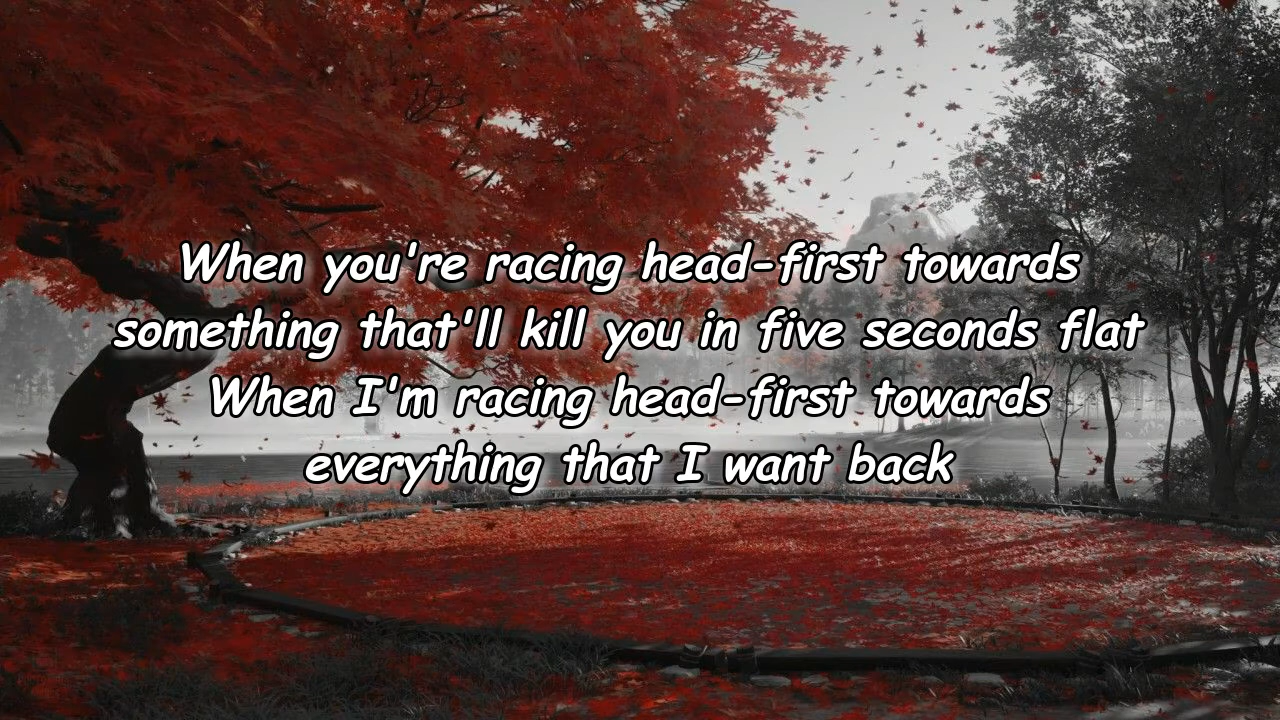 When you're racing head-first towards
something that'll kill you in five seconds flat
When I'm racing head-first towards
everything that I want back